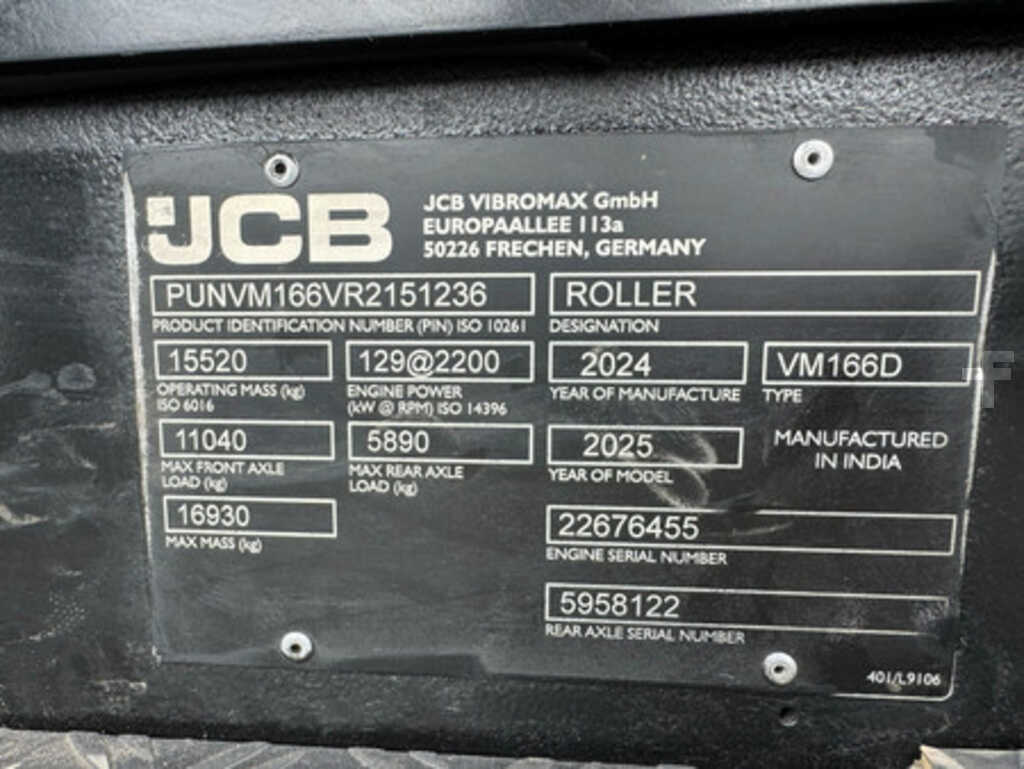 JCB
JCB VIBROMAX GmbH
EUROPAALLEE 113a
50226 FRECHEN, GERMANY
PUNVM166VR2151236
PRODUCT IDENTIFICATION NUMBER (PIN) ISO 10261
ROLLER
DESIGNATION
15520
OPERATING MASS (kg)
ISO 6016
129@2200
ENGINE POWER
(kW @ RPM) ISO 14396
2024
YEAR OF MANUFACTURE
VM166D
TYPE
11040
MAX FRONT AXLE
LOAD (kg)
5890
MAX REAR AXLE
LOAD (kg)
2025
YEAR OF MODEL
MANUFACTURED
IN INDIA
16930
MAX MASS (kg)
22676455
ENGINE SERIAL NUMBER
5958122
REAR AXLE SERIAL NUMBER
401/L9106